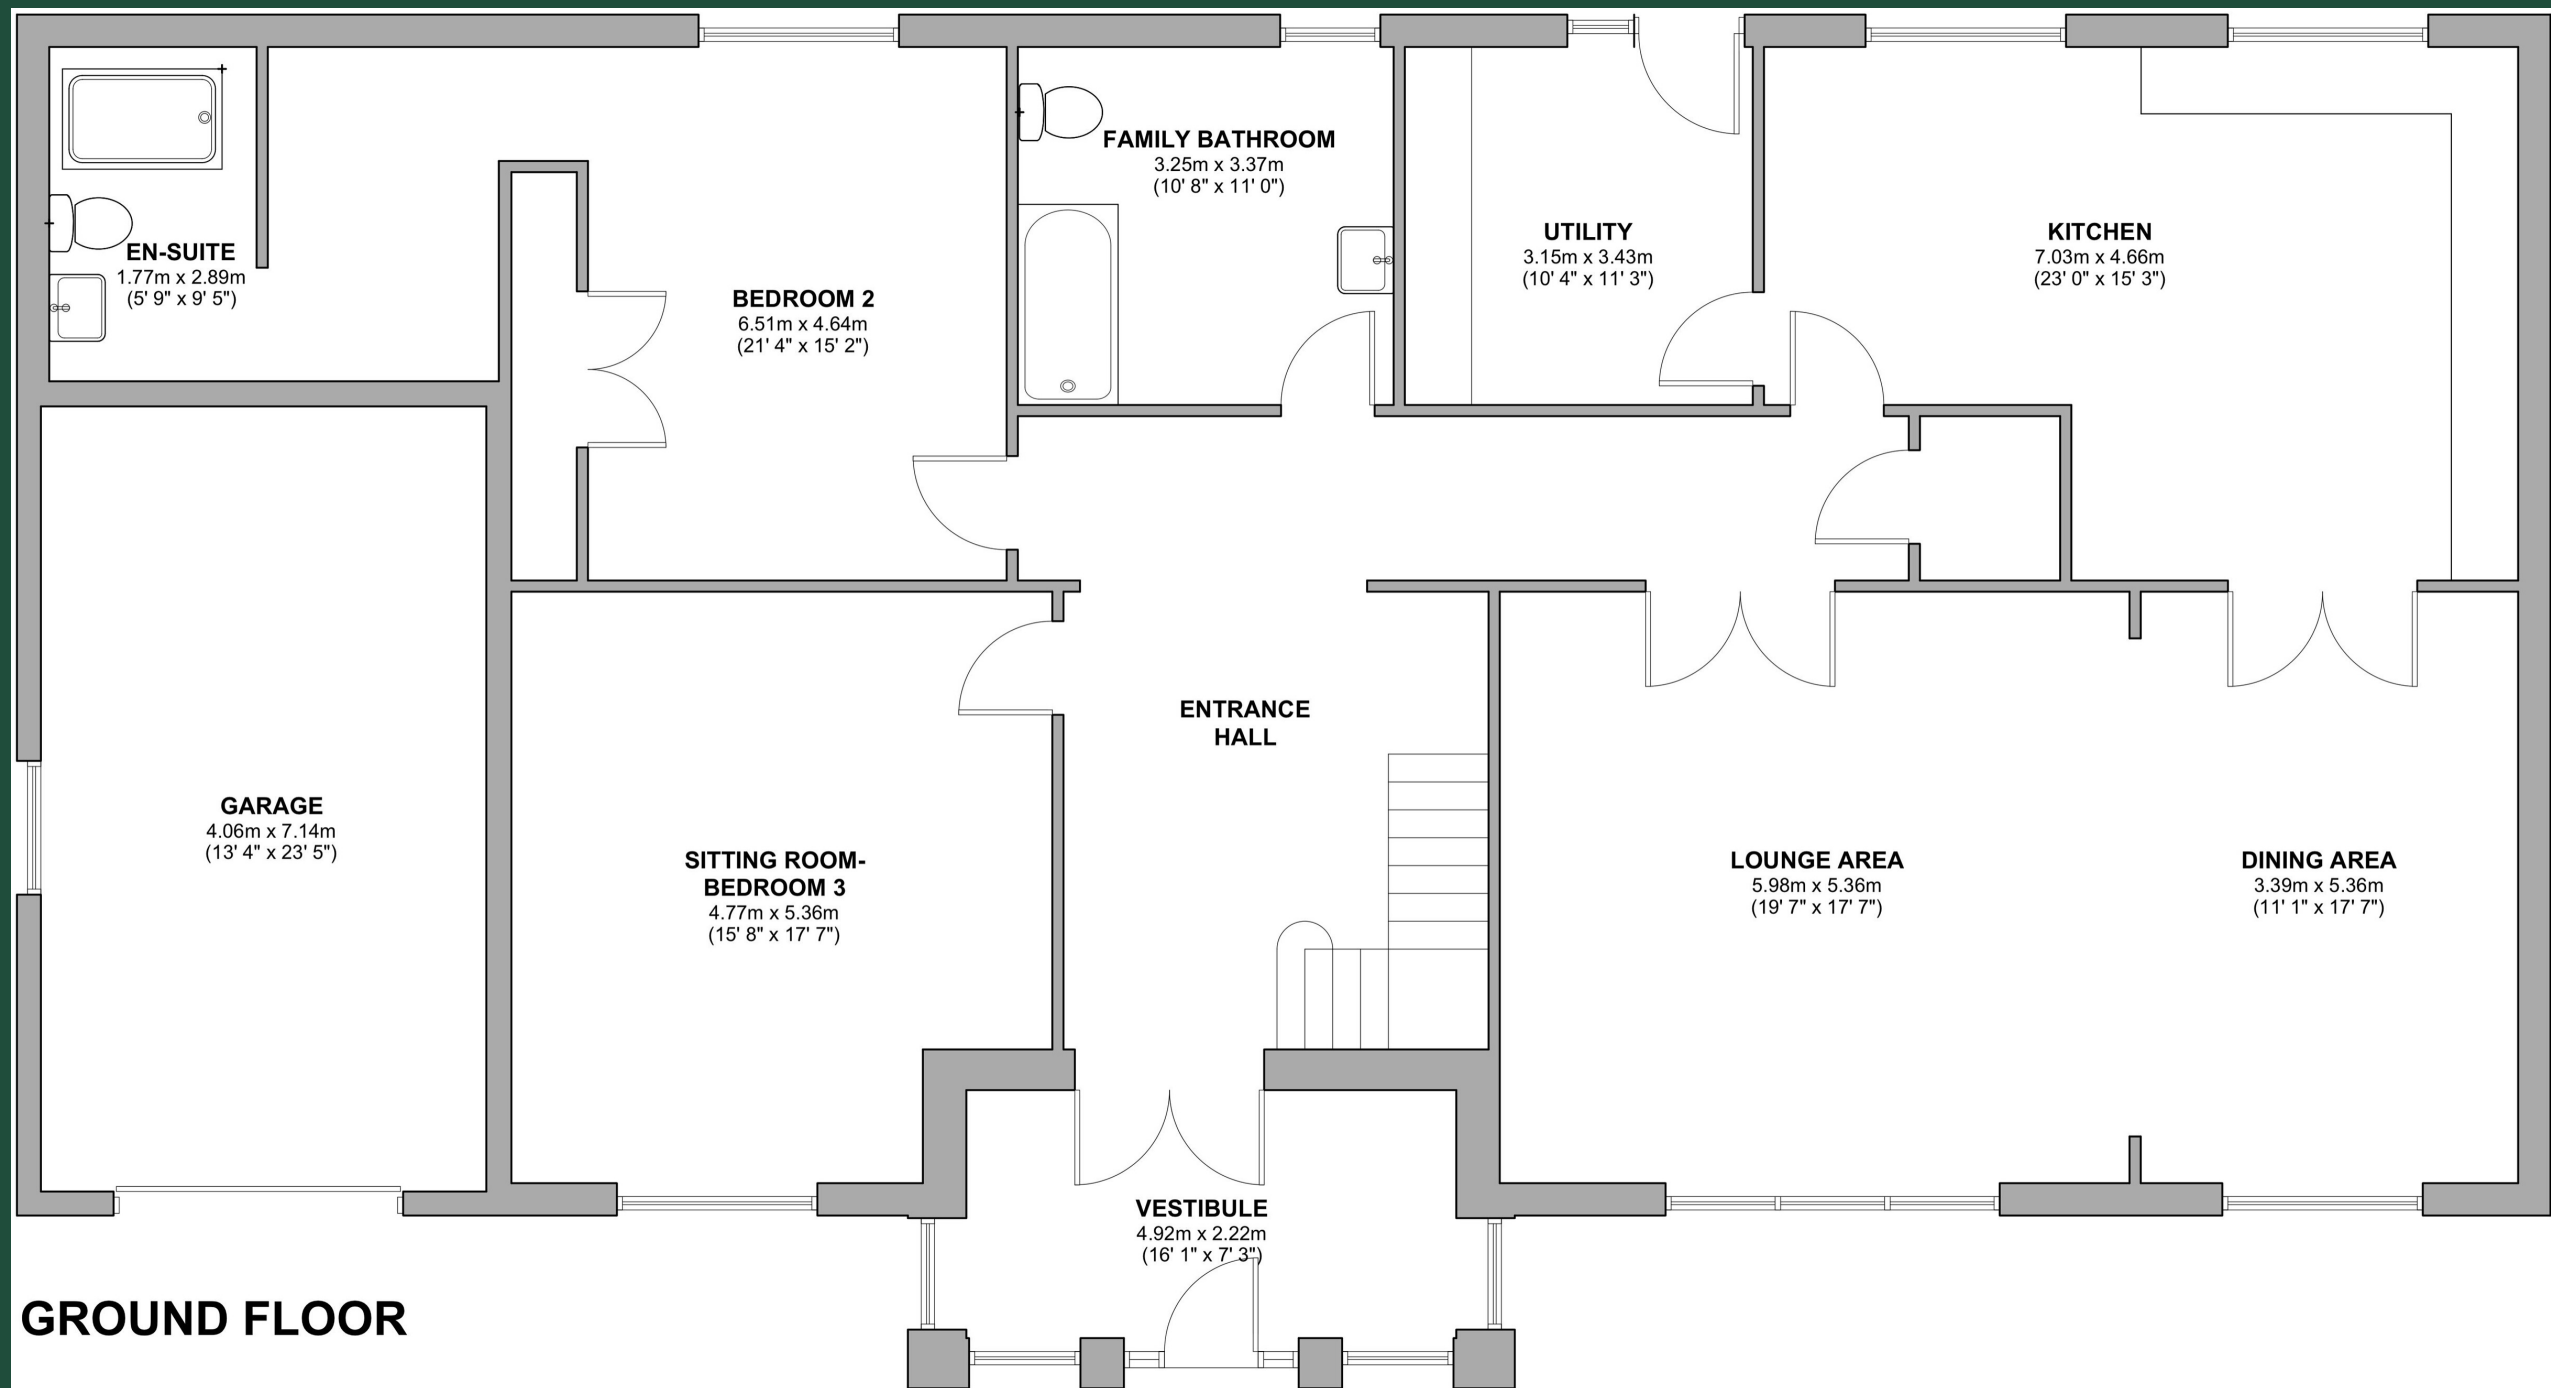 FAMILY BATHROOM
3.25m x 3.37m
(10' 8" x 11' 0")
EN-SUITE
1.77m x 2.89m
(5' 9" x 9' 5")
BEDROOM 2
6.51m x 4.64m
(21' 4" x 15' 2")
UTILITY
3.15m x 3.43m
(10' 4" x 11' 3")
KITCHEN
7.03m x 4.66m
(23' 0" x 15' 3")
GARAGE
4.06m x 7.14m
(13' 4" x 23' 5")
SITTING ROOM-
BEDROOM 3
4.77m x 5.36m
(15' 8" x 17' 7")
ENTRANCE
HALL
LOUNGE AREA
5.98m x 5.36m
(19' 7" x 17' 7")
DINING AREA
3.39m x 5.36m
(11' 1" x 17' 7")
VESTIBULE
4.92m x 2.22m
(16' 1" x 7' 3")
GROUND FLOOR